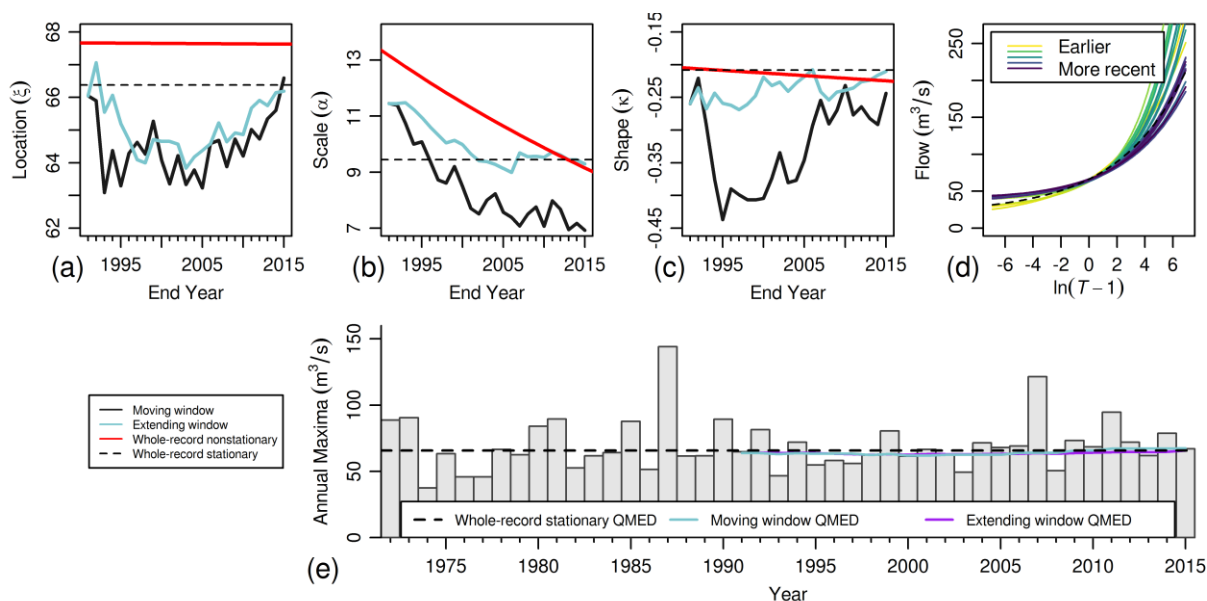 68
66
64
62
Location (ξ)
1995 2005 2015
End Year
(a)
13
11
9
7
Scale (α)
1995 2005 2015
End Year
(b)
-0.15
-0.25
-0.35
-0.45
Shape (κ)
1995 2005 2015
End Year
(c)
250
150
50
0
Flow (m³/s)
Earlier
More recent
-6 -4 -2 0 2 4 6
ln(T − 1)
(d)
Moving window
Extending window
Whole-record nonstationary
Whole-record stationary
150
100
50
0
Annual Maxima (m³/s)
Whole-record stationary QMED Moving window QMED Extending window QMED
1975 1980 1985 1990 1995 2000 2005 2010 2015
Year
(e)